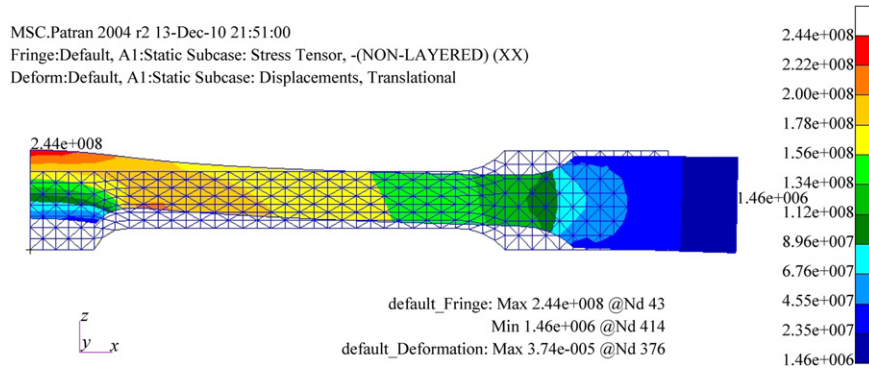 MSC.Patran 2004 r2 13-Dec-10 21:51:00
Fringe:Default, A1:Static Subcase: Stress Tensor, -(NON-LAYERED) (XX)
Deform:Default, A1:Static Subcase: Displacements, Translational
2.44e+008
2.22e+008
2.00e+008
1.78e+008
1.56e+008
1.34e+008
1.12e+008
8.96e+007
6.76e+007
4.55e+007
2.35e+007
1.46e+006
2.44e+008
1.46e+006
default_Fringe: Max 2.44e+008 @Nd 43
Min 1.46e+006 @Nd 414
default_Deformation: Max 3.74e-005 @Nd 376
z
y x